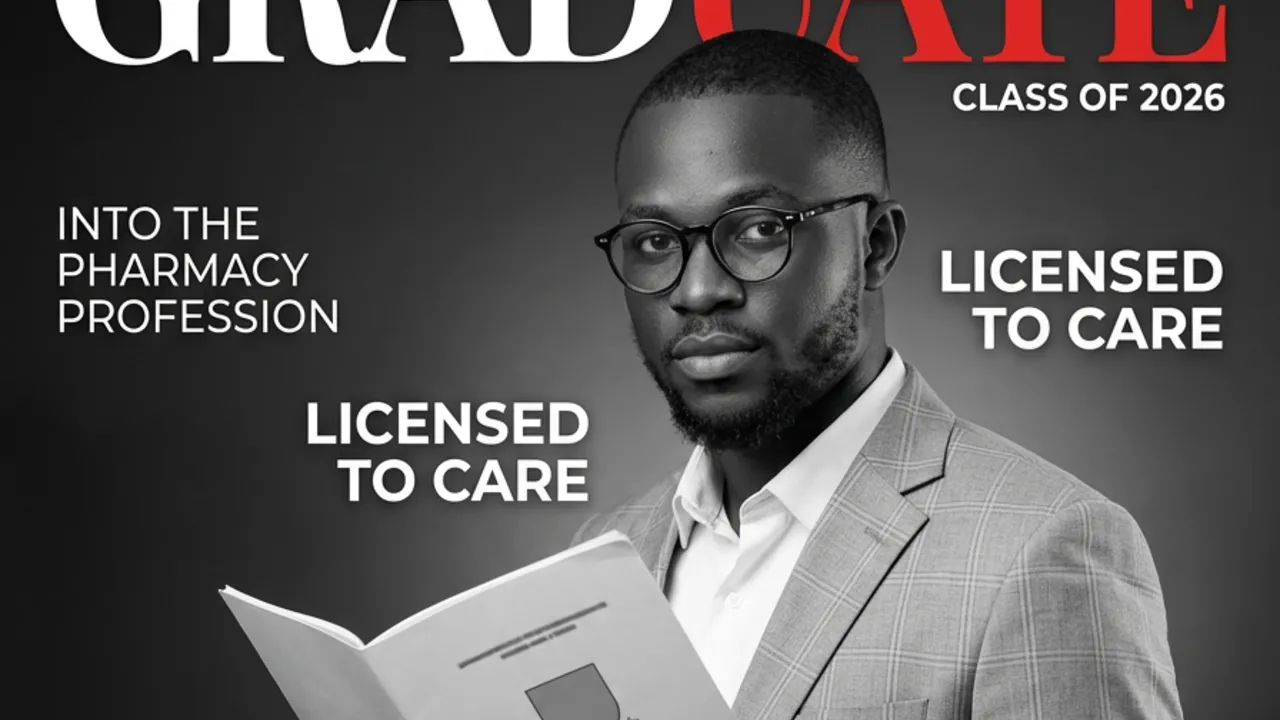 GRADUATE
CLASS OF 2026
INTO THE
PHARMACY
PROFESSION
LICENSED
TO CARE
LICENSED
TO CARE